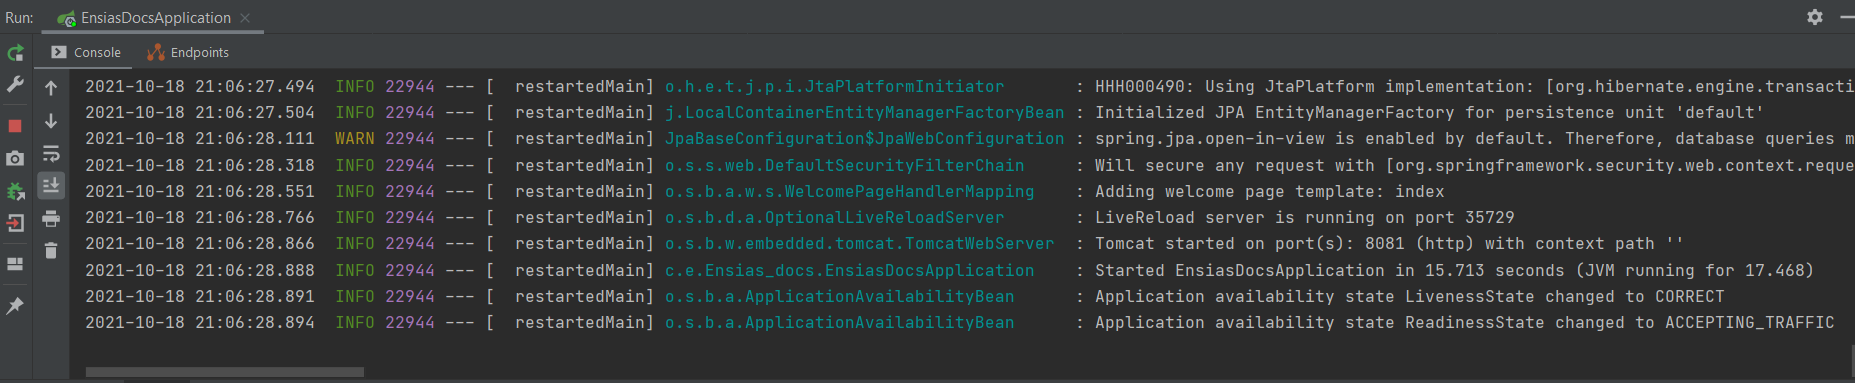 Run: EnsiasDocsApplication
Console Endpoints
2021-10-18 21:06:27.494 INFO 22944 --- [ restartedMain] o.h.e.t.j.p.i.JtaPlatformInitiator : HHH000490: Using JtaPlatform implementation: [org.hibernate.engine.transacti
2021-10-18 21:06:27.504 INFO 22944 --- [ restartedMain] j.LocalContainerEntityManagerFactoryBean : Initialized JPA EntityManagerFactory for persistence unit 'default'
2021-10-18 21:06:28.111 WARN 22944 --- [ restartedMain] JpaBaseConfiguration$JpaWebConfiguration : spring.jpa.open-in-view is enabled by default. Therefore, database queries m
2021-10-18 21:06:28.318 INFO 22944 --- [ restartedMain] o.s.s.web.DefaultSecurityFilterChain : Will secure any request with [org.springframework.security.web.context.reque
2021-10-18 21:06:28.551 INFO 22944 --- [ restartedMain] o.s.b.a.w.s.WelcomePageHandlerMapping : Adding welcome page template: index
2021-10-18 21:06:28.766 INFO 22944 --- [ restartedMain] o.s.b.d.a.OptionalLiveReloadServer : LiveReload server is running on port 35729
2021-10-18 21:06:28.866 INFO 22944 --- [ restartedMain] o.s.b.w.embedded.tomcat.TomcatWebServer : Tomcat started on port(s): 8081 (http) with context path ''
2021-10-18 21:06:28.888 INFO 22944 --- [ restartedMain] c.e.Ensias_docs.EnsiasDocsApplication : Started EnsiasDocsApplication in 15.713 seconds (JVM running for 17.468)
2021-10-18 21:06:28.891 INFO 22944 --- [ restartedMain] o.s.b.a.ApplicationAvailabilityBean : Application availability state LivenessState changed to CORRECT
2021-10-18 21:06:28.894 INFO 22944 --- [ restartedMain] o.s.b.a.ApplicationAvailabilityBean : Application availability state ReadinessState changed to ACCEPTING_TRAFFIC